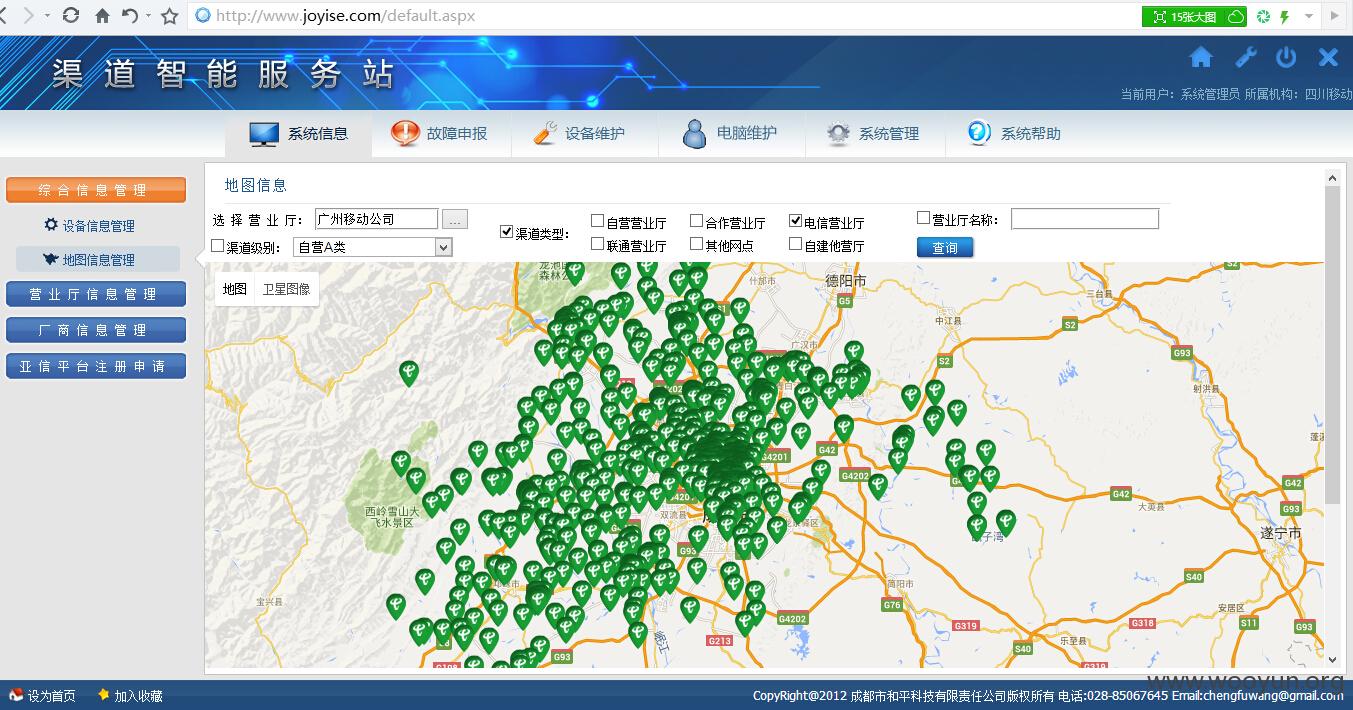 http://www.joyise.com/default.aspx
15张大图
渠道智能服务站
当前用户: 系统管理员 所属机构: 四川移动
系统信息 故障申报 设备维护 电脑维护 系统管理 系统帮助
综合信息管理
设备信息管理
地图信息管理
营业厅信息管理
厂商信息管理
亚信平台注册申请
地图信息
选择营业厅: 广州移动公司 ...
渠道类型:
自营营业厅 合作营业厅 电信营业厅
联通营业厅 其他网点 自建他营厅
营业厅名称:
渠道级别: 自营A类
查询
地图 卫星图像
什邡市
德阳市
G5
三台县
S2
中江县
S2
S2
G93
广汉市
射洪县
G42
G4201
G4202
G42
大英县
G42
G93
遂宁市
西岭雪山大
飞水景区
双流县
G93
S40
简阳市
G76
宝兴县
安居区
S11
G93
G4202
G319
G318
G213
S40
乐至县
G319
岷江
G93
G108
设为首页 加入收藏
CopyRight@2012 成都市和平科技有限责任公司版权所有 电话:028-85067645 Email:chengfuwang@gmail.com
www.wooyun.org